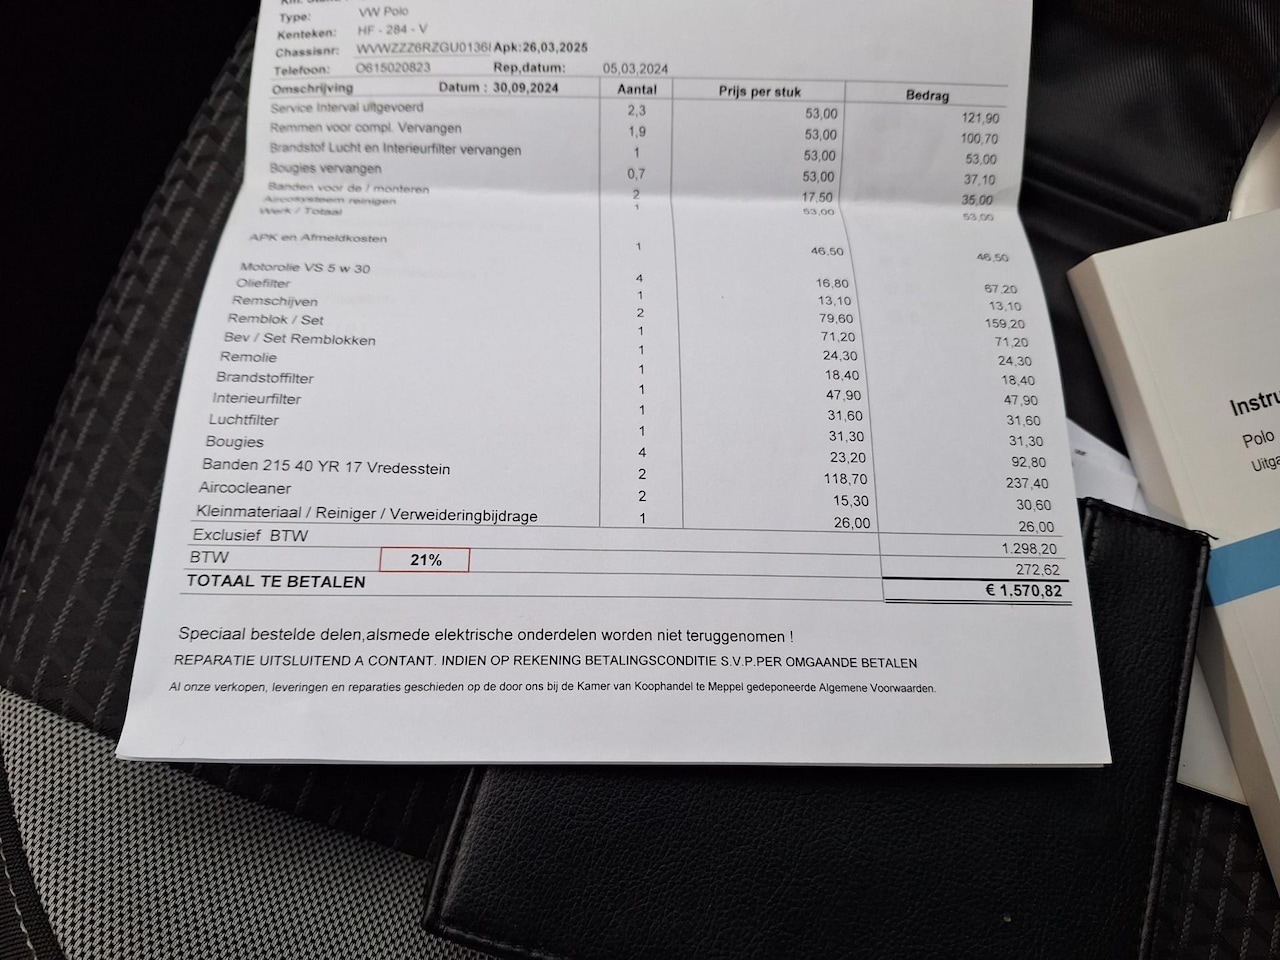 Type: VW Polo
Kenteken: HF - 284 - V
Chassisnr: WVWZZZ6RZGU0136 Apk:26,03,2025
Telefoon: O615020823 Rep,datum: 05,03,2024
Omschrijving Datum : 30,09,2024 Aantal Prijs per stuk Bedrag
Service Interval uitgevoerd 2,3 53,00 121,90
Remmen voor compl. Vervangen 1,9 53,00 100,70
Brandstof Lucht en Interieurfilter vervangen 1 53,00 53,00
Bougies vervangen 0,7 53,00 37,10
Banden voor de / monteren 2 17,50 35,00
Aircosysteem reinigen 1 53,00 53,00
Werk / Totaal
APK en Afmeldkosten 1 46,50 46,50
Motorolie VS 5 w 30 4 16,80 67,20
Oliefilter 1 13,10 13,10
Remschijven 2 79,60 159,20
Remblok / Set 1 71,20 71,20
Bev / Set Remblokken 1 24,30 24,30
Remolie 1 18,40 18,40
Brandstoffilter 1 47,90 47,90
Interieurfilter 1 31,60 31,60
Luchtfilter 1 31,30 31,30
Bougies 4 23,20 92,80
Banden 215 40 YR 17 Vredesstein 2 118,70 237,40
Aircocleaner 2 15,30 30,60
Kleinmateriaal / Reiniger / Verweideringbijdrage 1 26,00 26,00
Exclusief BTW 1.298,20
BTW 21% 272,62
TOTAAL TE BETALEN € 1.570,82
Speciaal bestelde delen,alsmede elektrische onderdelen worden niet teruggenomen !
REPARATIE UITSLUITEND A CONTANT. INDIEN OP REKENING BETALINGSCONDITIE S.V.P.PER OMGAANDE BETALEN
Al onze verkopen, leveringen en reparaties geschieden op de door ons bij de Kamer van Koophandel te Meppel gedeponeerde Algemene Voorwaarden.
Instru
Polo
Uitga